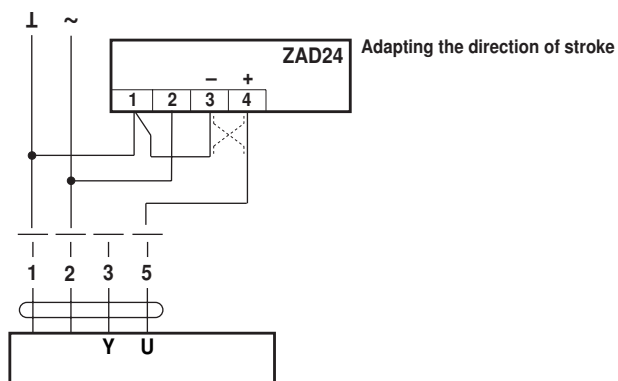 ⊥ ~
ZAD24 Adapting the direction of stroke
– +
1 2 3 4
1 2 3 5
Y U